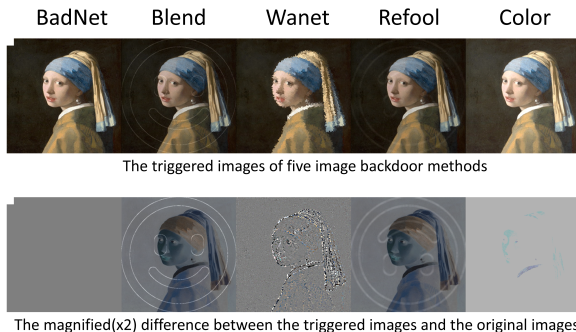 BadNet Blend Wanet Refool Color
The triggered images of five image backdoor methods
The magnified(x2) difference between the triggered images and the original images